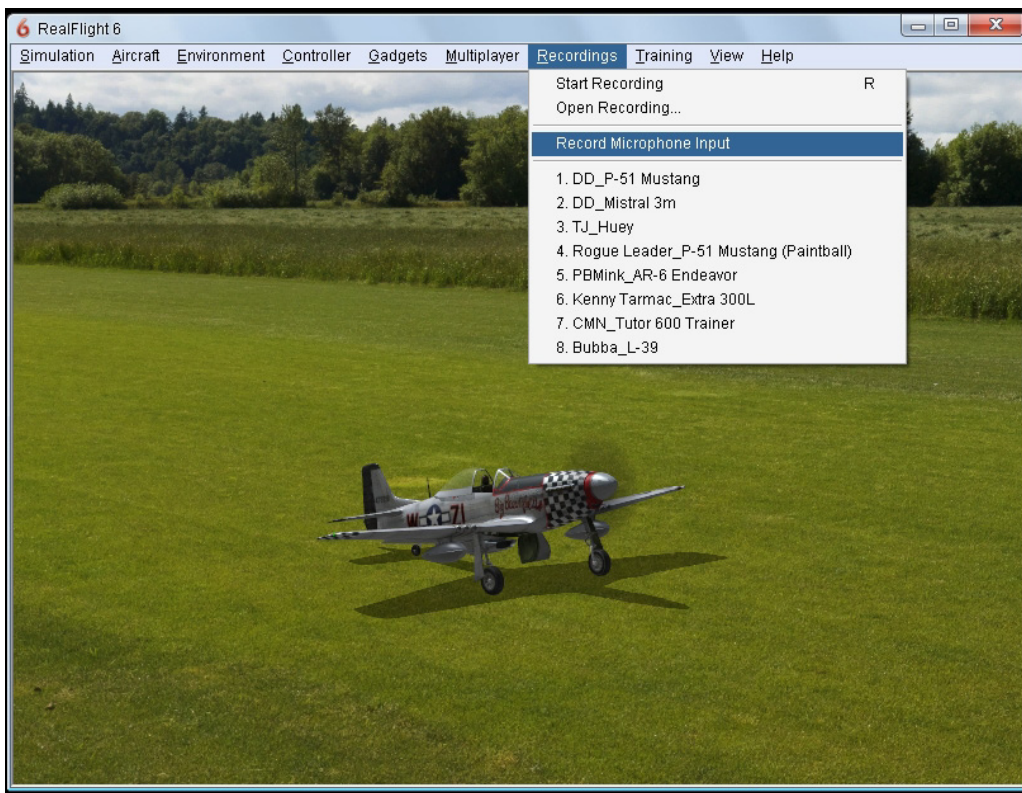 6 RealFlight 6
Simulation Aircraft Environment Controller Gadgets Multiplayer Recordings Training View Help
Start Recording R
Open Recording...
Record Microphone Input
1. DD_P-51 Mustang
2. DD_Mistral 3m
3. TJ_Huey
4. Rogue Leader_P-51 Mustang (Paintball)
5. PBMink_AR-6 Endeavor
6. Kenny Tarmac_Extra 300L
7. CMN_Tutor 600 Trainer
8. Bubba_L-39
W Z1